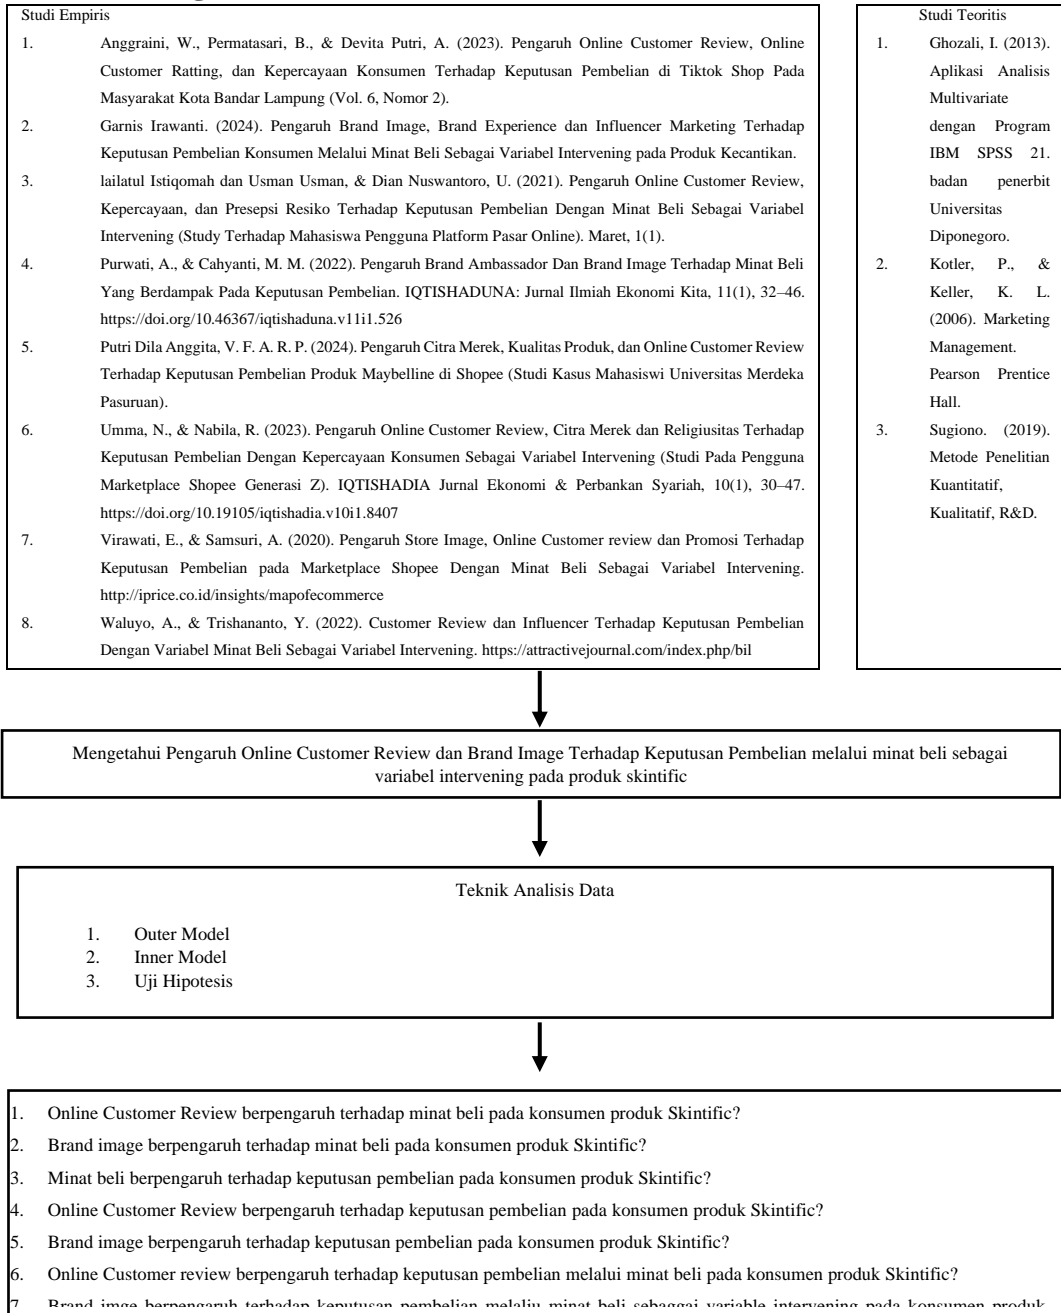 Studi Empiris
1. Anggraini, W., Permatasari, B., & Devita Putri, A. (2023). Pengaruh Online Customer Review, Online
Customer Ratting, dan Kepercayaan Konsumen Terhadap Keputusan Pembelian di Tiktok Shop Pada
Masyarakat Kota Bandar Lampung (Vol. 6, Nomor 2).
2. Garnis Irawanti. (2024). Pengaruh Brand Image, Brand Experience dan Influencer Marketing Terhadap
Keputusan Pembelian Konsumen Melalui Minat Beli Sebagai Variabel Intervening pada Produk Kecantikan.
3. lailatul Istiqomah dan Usman Usman, & Dian Nuswantoro, U. (2021). Pengaruh Online Customer Review,
Kepercayaan, dan Presepsi Resiko Terhadap Keputusan Pembelian Dengan Minat Beli Sebagai Variabel
Intervening (Study Terhadap Mahasiswa Pengguna Platform Pasar Online). Maret, 1(1).
4. Purwati, A., & Cahyanti, M. M. (2022). Pengaruh Brand Ambassador Dan Brand Image Terhadap Minat Beli
Yang Berdampak Pada Keputusan Pembelian. IQTISHADUNA: Jurnal Ilmiah Ekonomi Kita, 11(1), 32–46.
https://doi.org/10.46367/iqtishaduna.v11i1.526
5. Putri Dila Anggita, V. F. A. R. P. (2024). Pengaruh Citra Merek, Kualitas Produk, dan Online Customer Review
Terhadap Keputusan Pembelian Produk Maybelline di Shopee (Studi Kasus Mahasiswi Universitas Merdeka
Pasuruan).
6. Umma, N., & Nabila, R. (2023). Pengaruh Online Customer Review, Citra Merek dan Religiusitas Terhadap
Keputusan Pembelian Dengan Kepercayaan Konsumen Sebagai Variabel Intervening (Studi Pada Pengguna
Marketplace Shopee Generasi Z). IQTISHADIA Jurnal Ekonomi & Perbankan Syariah, 10(1), 30–47.
https://doi.org/10.19105/iqtishadia.v10i1.8407
7. Virawati, E., & Samsuri, A. (2020). Pengaruh Store Image, Online Customer review dan Promosi Terhadap
Keputusan Pembelian pada Marketplace Shopee Dengan Minat Beli Sebagai Variabel Intervening.
http://iprice.co.id/insights/mapofecommerce
8. Waluyo, A., & Trishananto, Y. (2022). Customer Review dan Influencer Terhadap Keputusan Pembelian
Dengan Variabel Minat Beli Sebagai Variabel Intervening. https://attractivejournal.com/index.php/bil
Studi Teoritis
1. Ghozali, I. (2013).
Aplikasi Analisis
Multivariate
dengan Program
IBM SPSS 21.
badan penerbit
Universitas
Diponegoro.
2. Kotler, P., &
Keller, K. L.
(2006). Marketing
Management.
Pearson Prentice
Hall.
3. Sugiono. (2019).
Metode Penelitian
Kuantitatif,
Kualitatif, R&D.
Mengetahui Pengaruh Online Customer Review dan Brand Image Terhadap Keputusan Pembelian melalui minat beli sebagai
variabel intervening pada produk skintific
Teknik Analisis Data
1. Outer Model
2. Inner Model
3. Uji Hipotesis
1. Online Customer Review berpengaruh terhadap minat beli pada konsumen produk Skintific?
2. Brand image berpengaruh terhadap minat beli pada konsumen produk Skintific?
3. Minat beli berpengaruh terhadap keputusan pembelian pada konsumen produk Skintific?
4. Online Customer Review berpengaruh terhadap keputusan pembelian pada konsumen produk Skintific?
5. Brand image berpengaruh terhadap keputusan pembelian pada konsumen produk Skintific?
6. Online Customer review berpengaruh terhadap keputusan pembelian melalui minat beli pada konsumen produk Skintific?
7. Brand imge berpengaruh terhadap keputusan pembelian melaliu minat beli sebaggai variable intervening pada konsumen produk